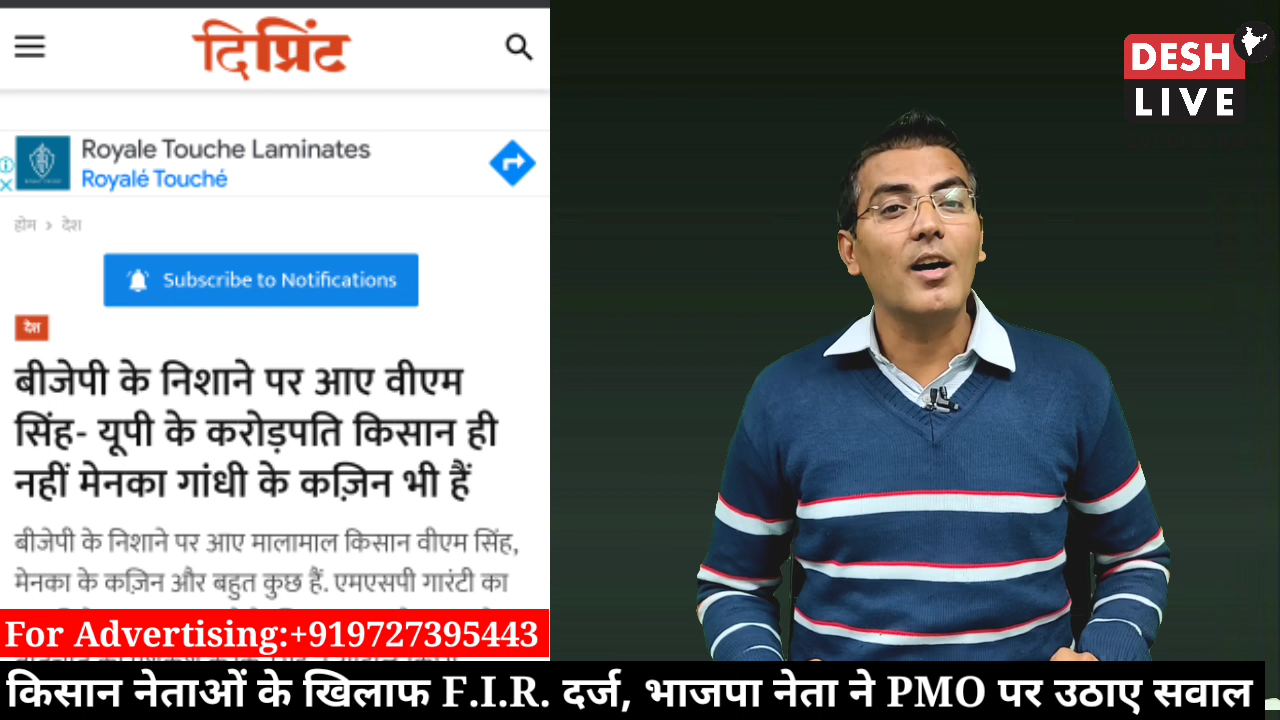 दिप्रिंट
Royale Touche Laminates
Royalé Touché
होम › देश
Subscribe to Notifications
देश
बीजेपी के निशाने पर आए वीएम
सिंह- यूपी के करोड़पति किसान ही
नहीं मेनका गांधी के कज़िन भी हैं
बीजेपी के निशाने पर आए मालामाल किसान वीएम सिंह,
मेनका के कज़िन और बहुत कुछ हैं. एमएसपी गारंटी का
For Advertising:+919727395443
DESH
LIVE
किसान नेताओं के खिलाफ F.I.R. दर्ज, भाजपा नेता ने PMO पर उठाए सवाल